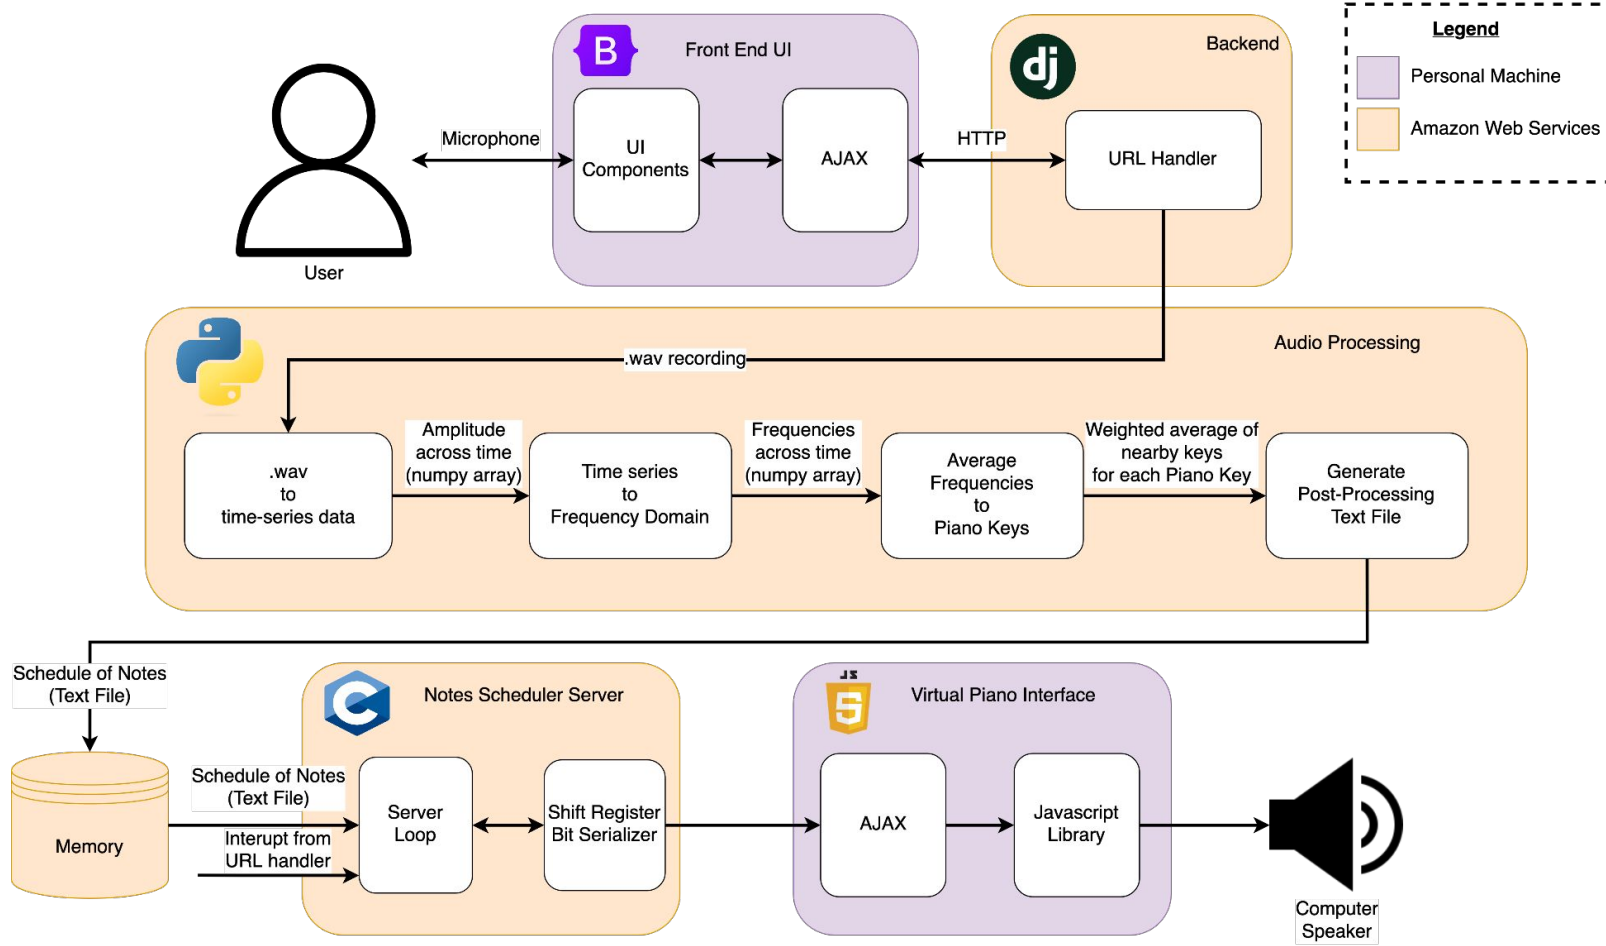 Front End UI
Backend
Legend
Personal Machine
Amazon Web Services
B
dj
Microphone
UI
Components
AJAX
HTTP
URL Handler
User
Audio Processing
.wav recording
.wav
to
time-series data
Amplitude
across time
(numpy array)
Time series
to
Frequency Domain
Frequencies
across time
(numpy array)
Average
Frequencies
to
Piano Keys
Weighted average of
nearby keys
for each Piano Key
Generate
Post-Processing
Text File
Schedule of Notes
(Text File)
Memory
Schedule of Notes
(Text File)
Interupt from
URL handler
C
Notes Scheduler Server
Server
Loop
Shift Register
Bit Serializer
JS
5
Virtual Piano Interface
AJAX
Javascript
Library
Computer
Speaker